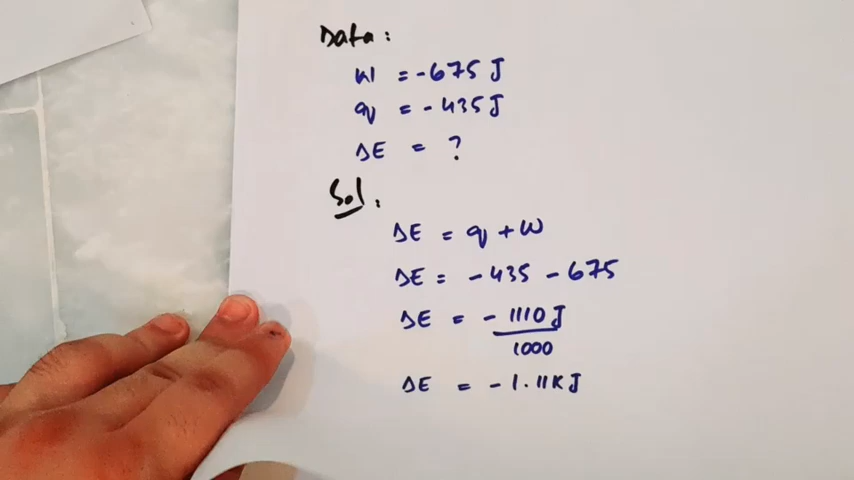 Data:
W = -675 J
q = -435 J
ΔE = ?
Sol.
ΔE = q + W
ΔE = -435 - 675
ΔE = -1110 J
1000
ΔE = -1.11 KJ